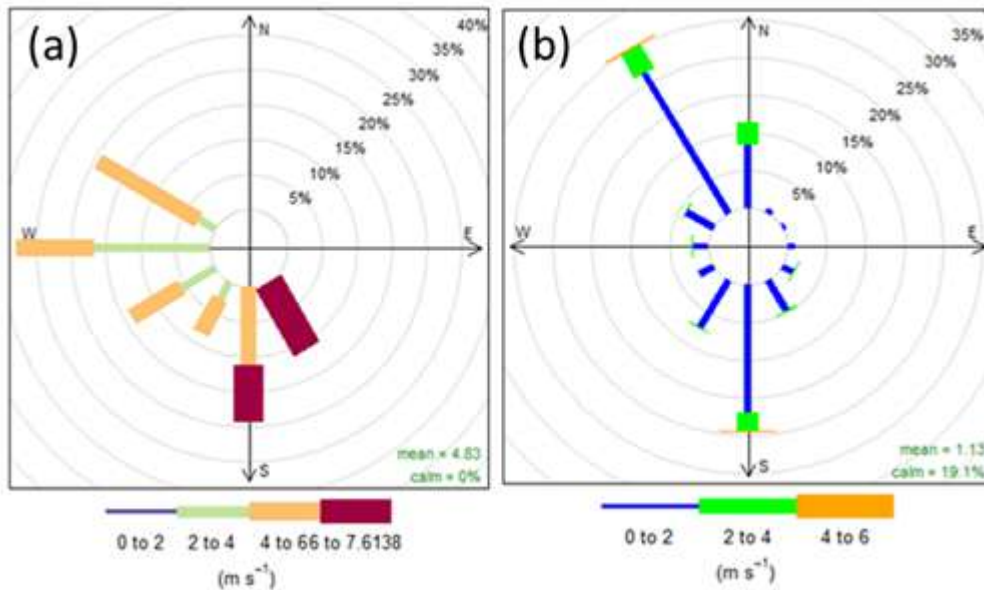 (a)
N
40%
35%
30%
25%
20%
15%
10%
5%
W
E
S
mean = 4.83
calm = 0%
0 to 2 2 to 4 4 to 66 to 7.6138
(m s⁻¹)
(b)
N
35%
30%
25%
20%
15%
10%
5%
W
E
S
mean = 1.13
calm = 19.1%
0 to 2 2 to 4 4 to 6
(m s⁻¹)